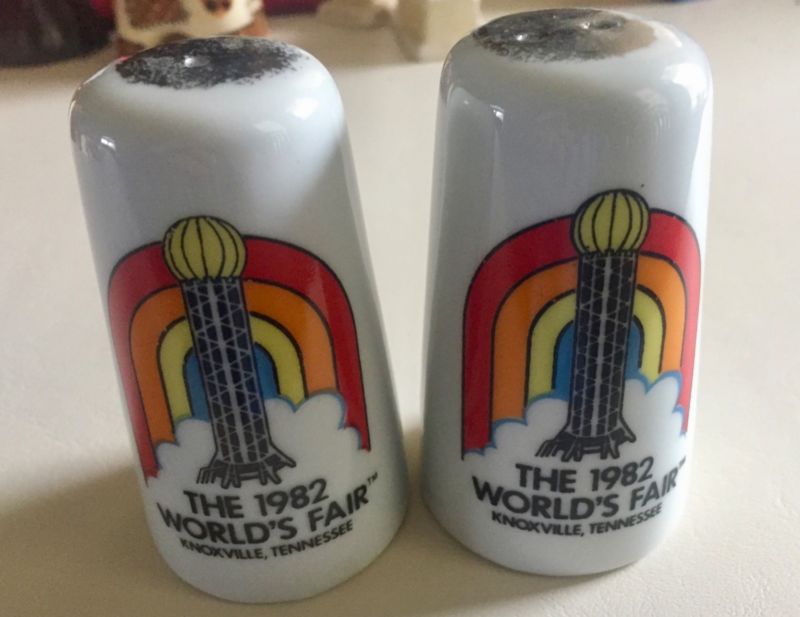 THE 1982
WORLD'S FAIR™
KNOXVILLE, TENNESSEE
THE 1982
WORLD'S FAIR™
KNOXVILLE, TENNESSEE